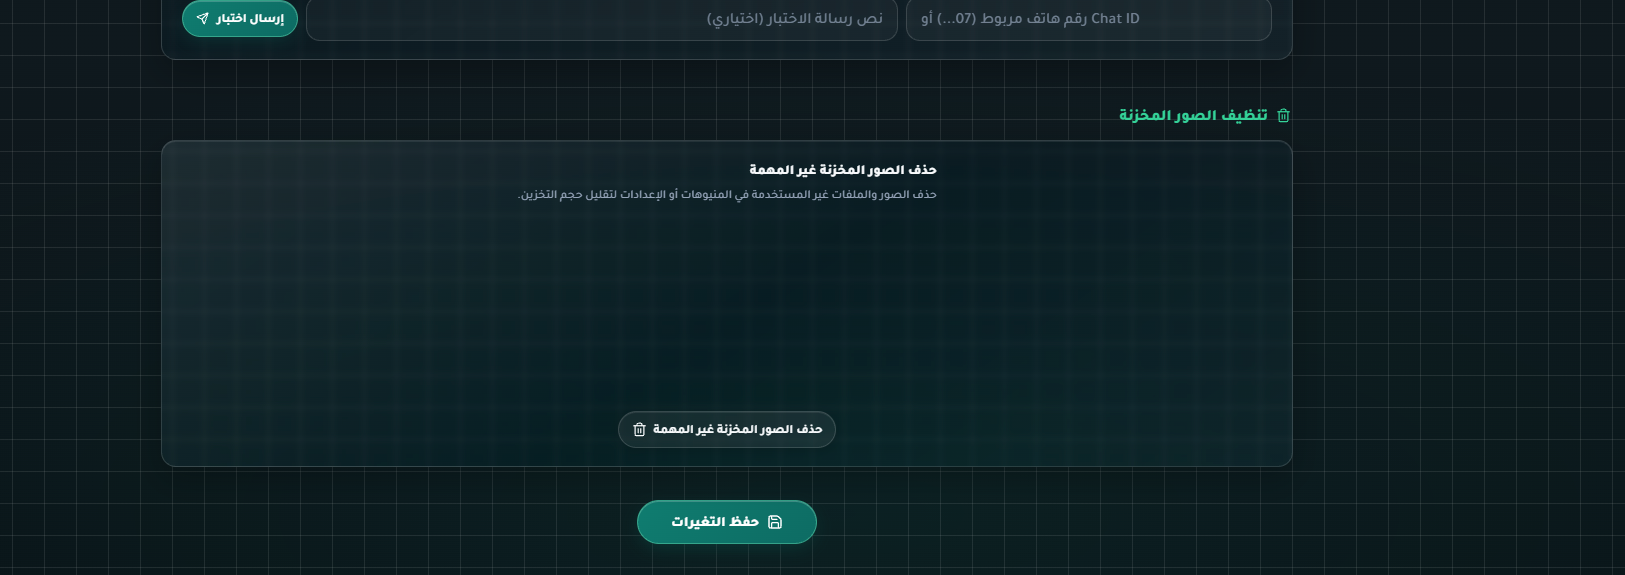 Chat ID رقم هاتف مربوط (07...) أو
نص رسالة الاختبار (اختياري)
إرسال اختبار
تنظيف الصور المخزنة
حذف الصور المخزنة غير المهمة
حذف الصور والملفات غير المستخدمة في المنيوهات أو الإعدادات لتقليل حجم التخزين.
حذف الصور المخزنة غير المهمة
حفظ التغيرات